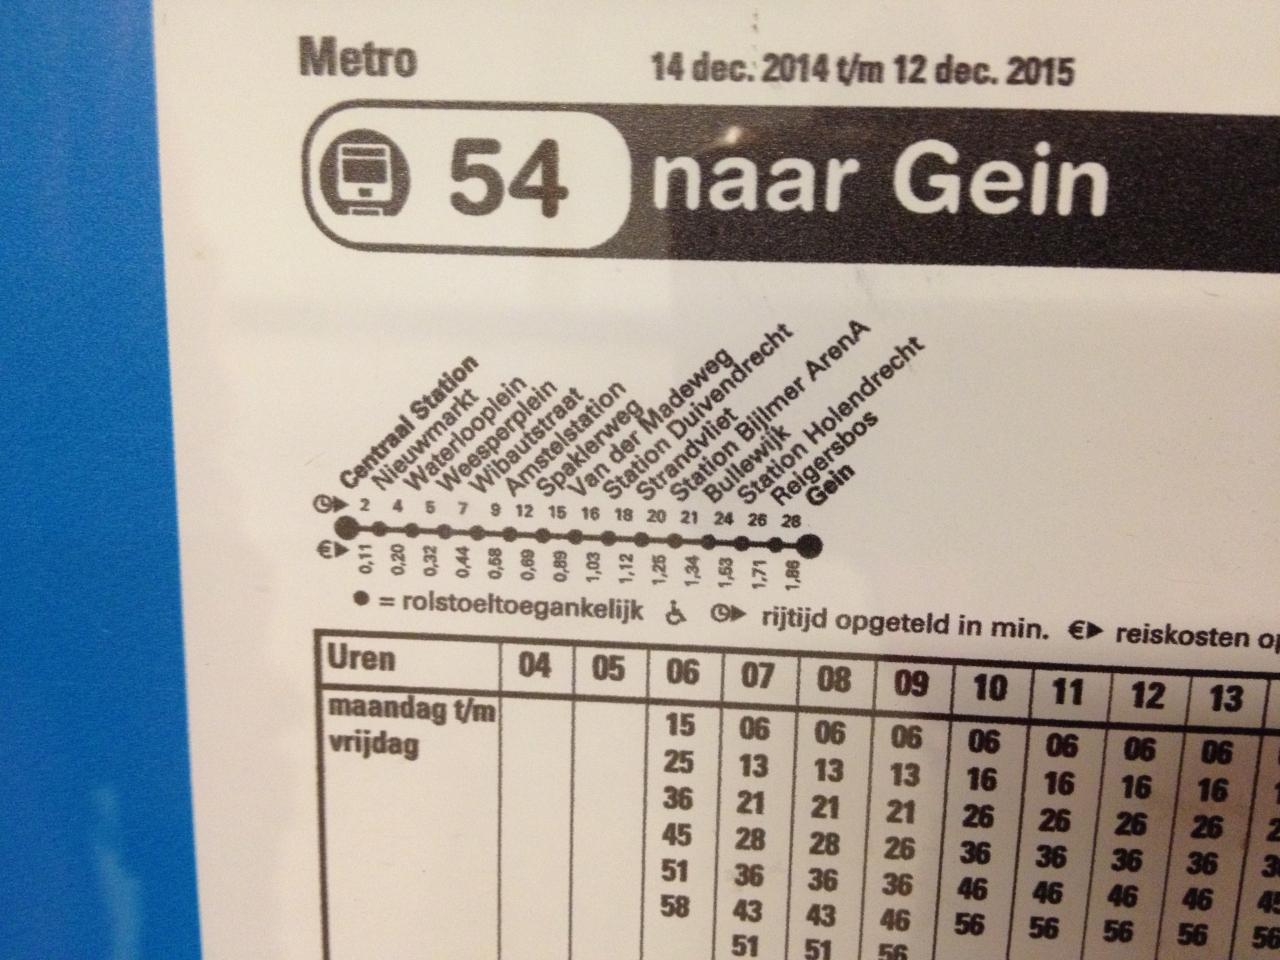 Metro
14 dec. 2014 t/m 12 dec. 2015
54 naar Gein
Centraal Station
Nieuwmarkt
Waterlooplein
Weesperplein
Wibautstraat
Amstelstation
Spaklerweg
Van der Madeweg
Station Duivendrecht
Strandvliet
Station Bijlmer ArenA
Bullewijk
Station Holendrecht
Reigersbos
Gein
2 4 5 7 9 12 15 16 18 20 21 24 26 28
€ 0,11 0,20 0,32 0,44 0,58 0,69 0,89 1,03 1,12 1,25 1,34 1,53 1,71 1,86
= rolstoeltoegankelijk rijtijd opgeteld in min. € reiskosten
Uren 04 05 06 07 08 09 10 11 12 13
maandag t/m 15 06 06 06 06 06 06 06
vrijdag 25 13 13 13 16 16 16 16
36 21 21 21 26 26 26 26
45 28 28 26 36 36 36 36
51 36 36 36 46 46 46 46
58 43 43 46 56 56 56 56
51 51 56